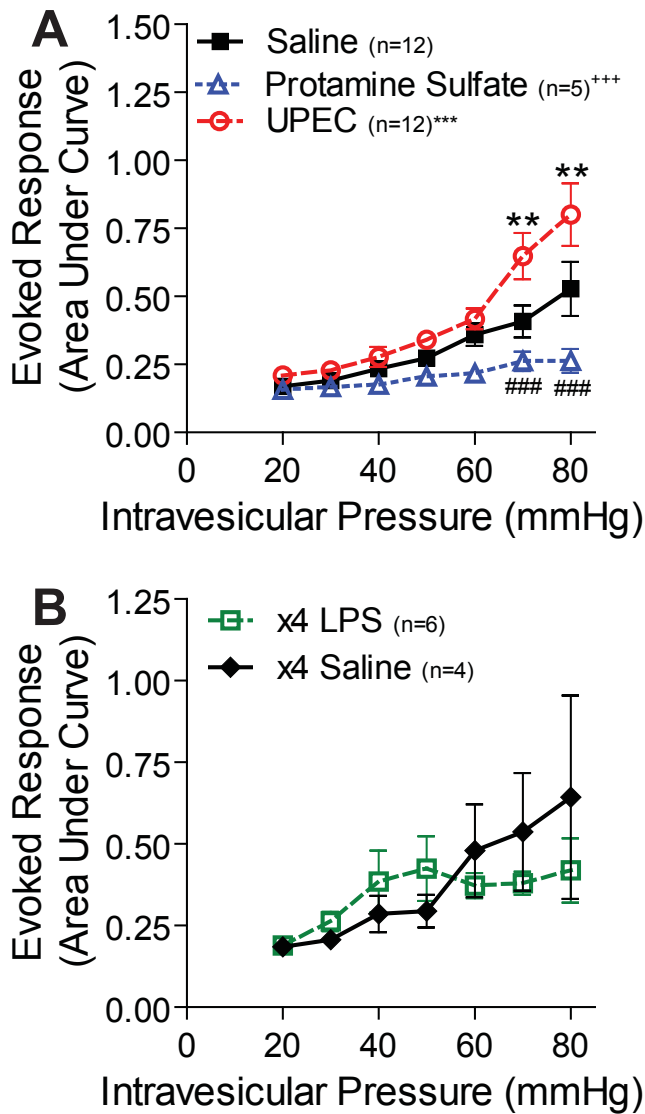 A
Saline (n=12)
Protamine Sulfate (n=5)+++
UPEC (n=12)***
Evoked Response
(Area Under Curve)
1.50
1.25
1.00
0.75
0.50
0.25
0.00
** **
### ###
0 20 40 60 80
Intravesicular Pressure (mmHg)
B
x4 LPS (n=6)
x4 Saline (n=4)
Evoked Response
(Area Under Curve)
1.25
1.00
0.75
0.50
0.25
0.00
0 20 40 60 80
Intravesicular Pressure (mmHg)